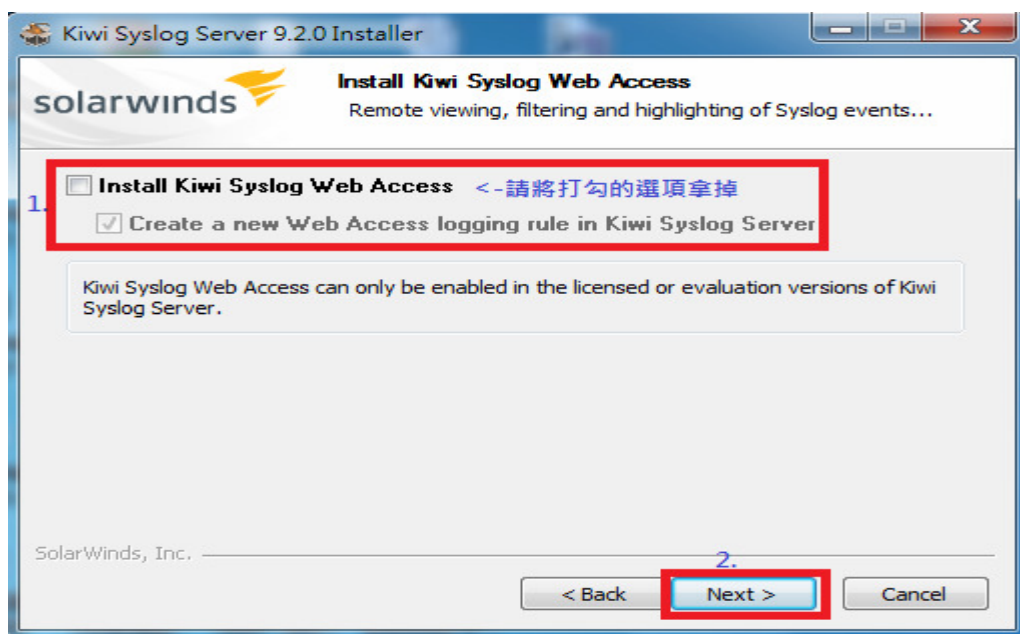 Kiwi Syslog Server 9.2.0 Installer
solarwinds
Install Kiwi Syslog Web Access
Remote viewing, filtering and highlighting of Syslog events...
1.
Install Kiwi Syslog Web Access <-請將打勾的選項拿掉
Create a new Web Access logging rule in Kiwi Syslog Server
Kiwi Syslog Web Access can only be enabled in the licensed or evaluation versions of Kiwi
Syslog Server.
SolarWinds, Inc.
2.
< Back Next > Cancel